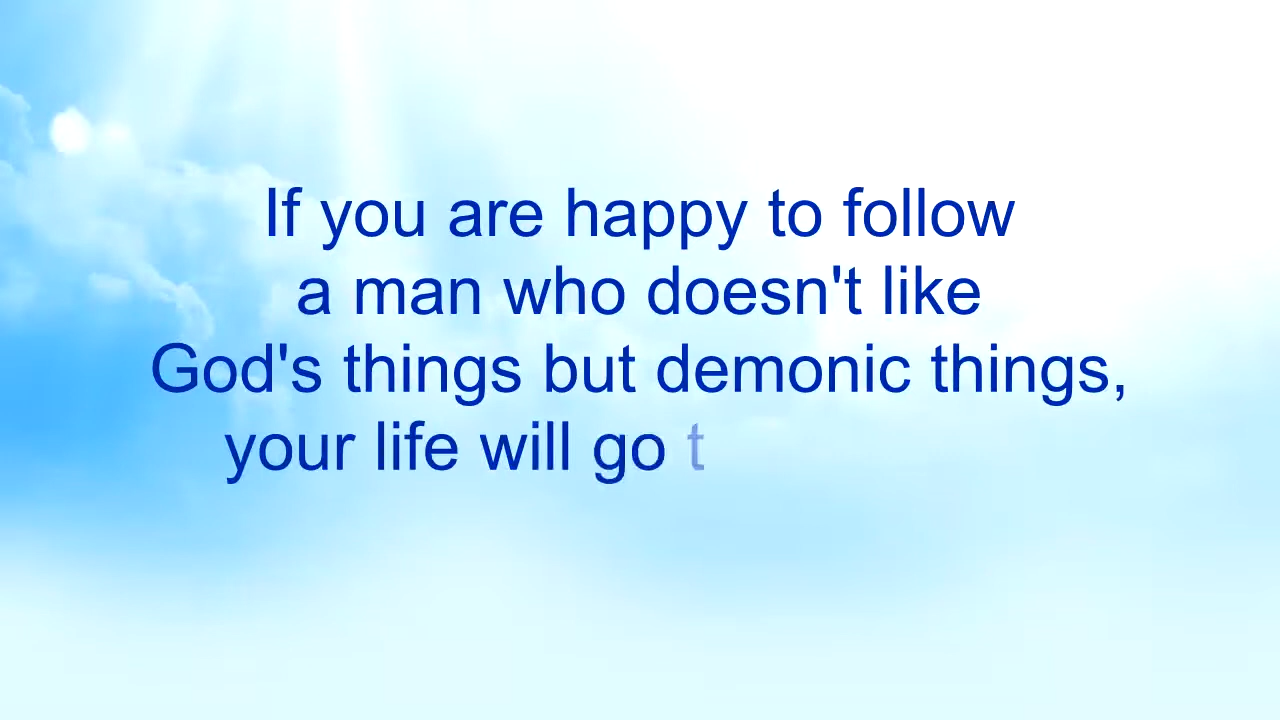 If you are happy to follow
a man who doesn't like
God's things but demonic things,
your life will go t